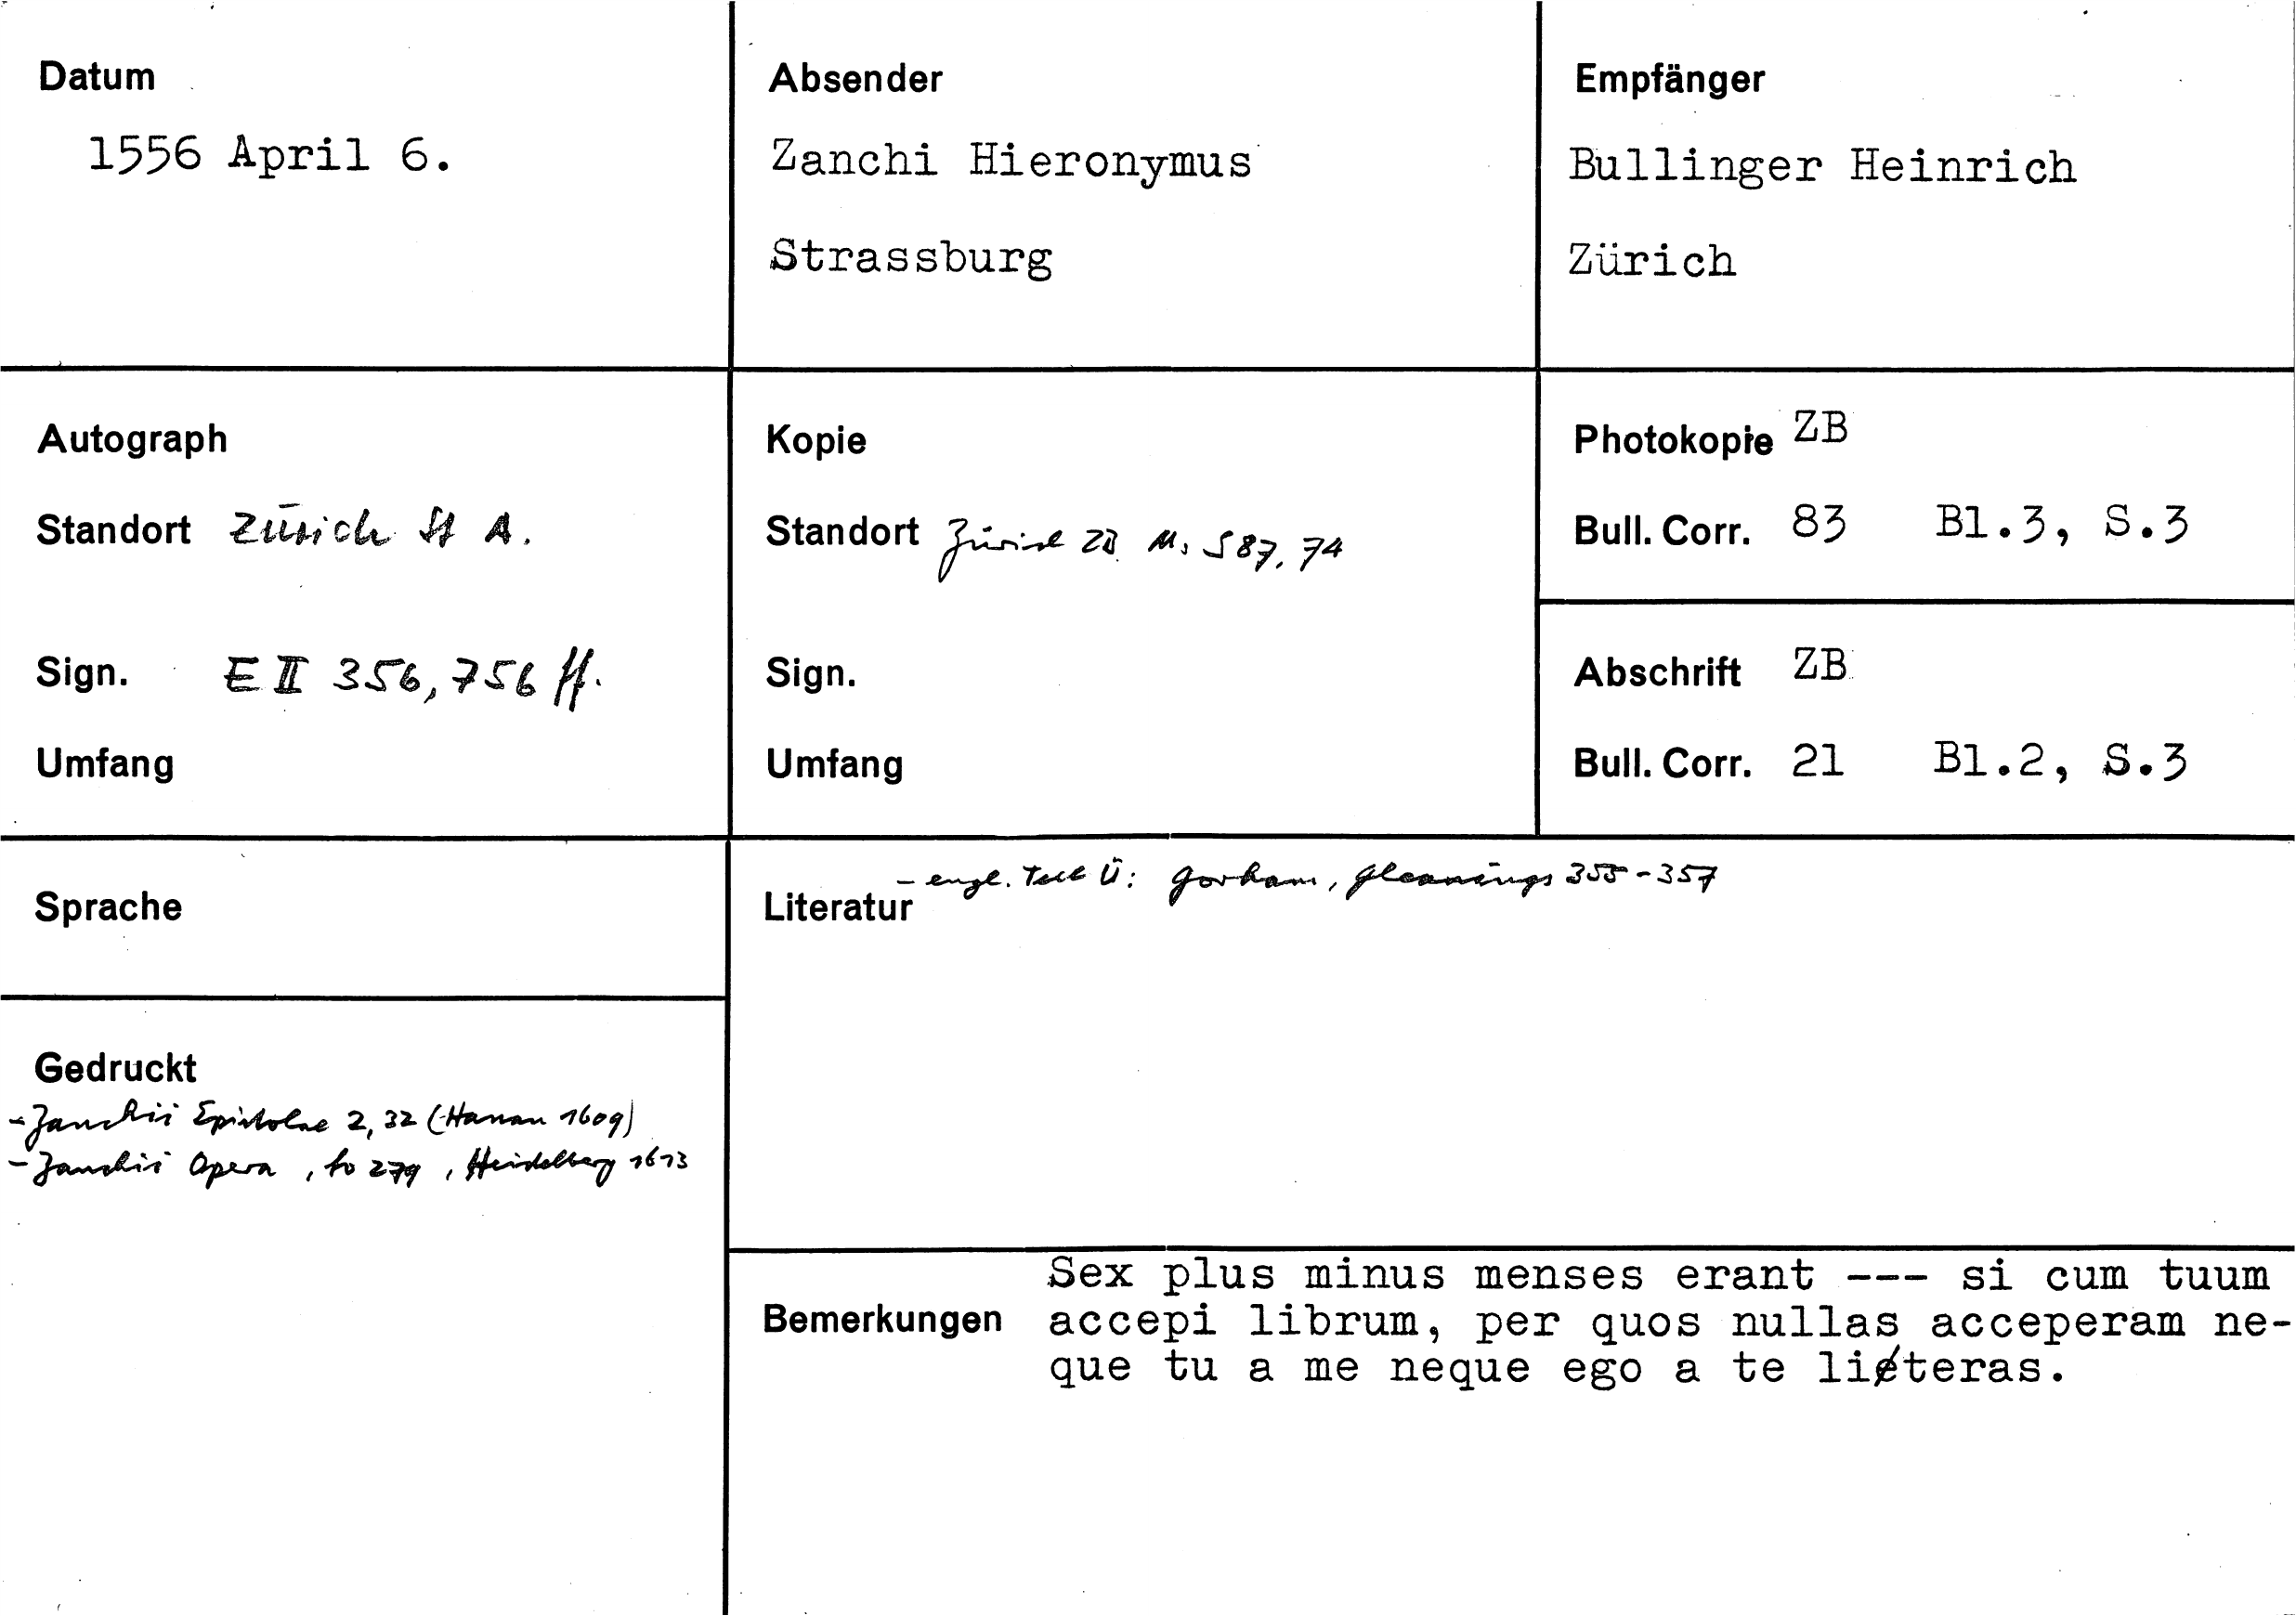 Datum
1556 April 6.
Absender
Zanchi Hieronymus
Strassburg
Empfänger
Bullinger Heinrich
Zürich
Autograph
Standort Zürich St A.
Sign. E II 356, 756 ff.
Umfang
Kopie
Standort Zürich ZB Ms S 87, 74
Sign.
Umfang
Photokopie ZB
Bull. Corr. 83 Bl.3, S.3
Abschrift ZB
Bull. Corr. 21 Bl.2, S.3
Sprache
Gedruckt
- Zanchii Epistolae 2, 32 (Hanau 1609)
- Zanchii Opera, to 279, Heidelberg 1613
Literatur - engl. Teil Ü: Gorham, Gleanings 355-357
Bemerkungen
Sex plus minus menses erant --- si cum tuum
accepi librum, per quos nullas acceperam ne-
que tu a me neque ego a te litteras.